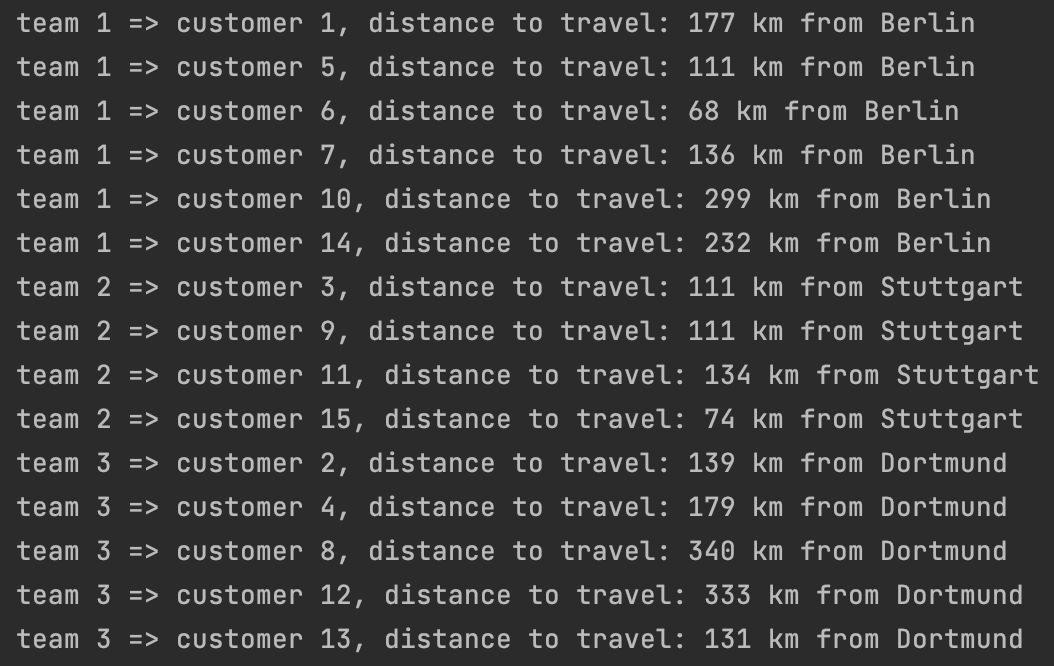 team 1 => customer 1, distance to travel: 177 km from Berlin
team 1 => customer 5, distance to travel: 111 km from Berlin
team 1 => customer 6, distance to travel: 68 km from Berlin
team 1 => customer 7, distance to travel: 136 km from Berlin
team 1 => customer 10, distance to travel: 299 km from Berlin
team 1 => customer 14, distance to travel: 232 km from Berlin
team 2 => customer 3, distance to travel: 111 km from Stuttgart
team 2 => customer 9, distance to travel: 111 km from Stuttgart
team 2 => customer 11, distance to travel: 134 km from Stuttgart
team 2 => customer 15, distance to travel: 74 km from Stuttgart
team 3 => customer 2, distance to travel: 139 km from Dortmund
team 3 => customer 4, distance to travel: 179 km from Dortmund
team 3 => customer 8, distance to travel: 340 km from Dortmund
team 3 => customer 12, distance to travel: 333 km from Dortmund
team 3 => customer 13, distance to travel: 131 km from Dortmund